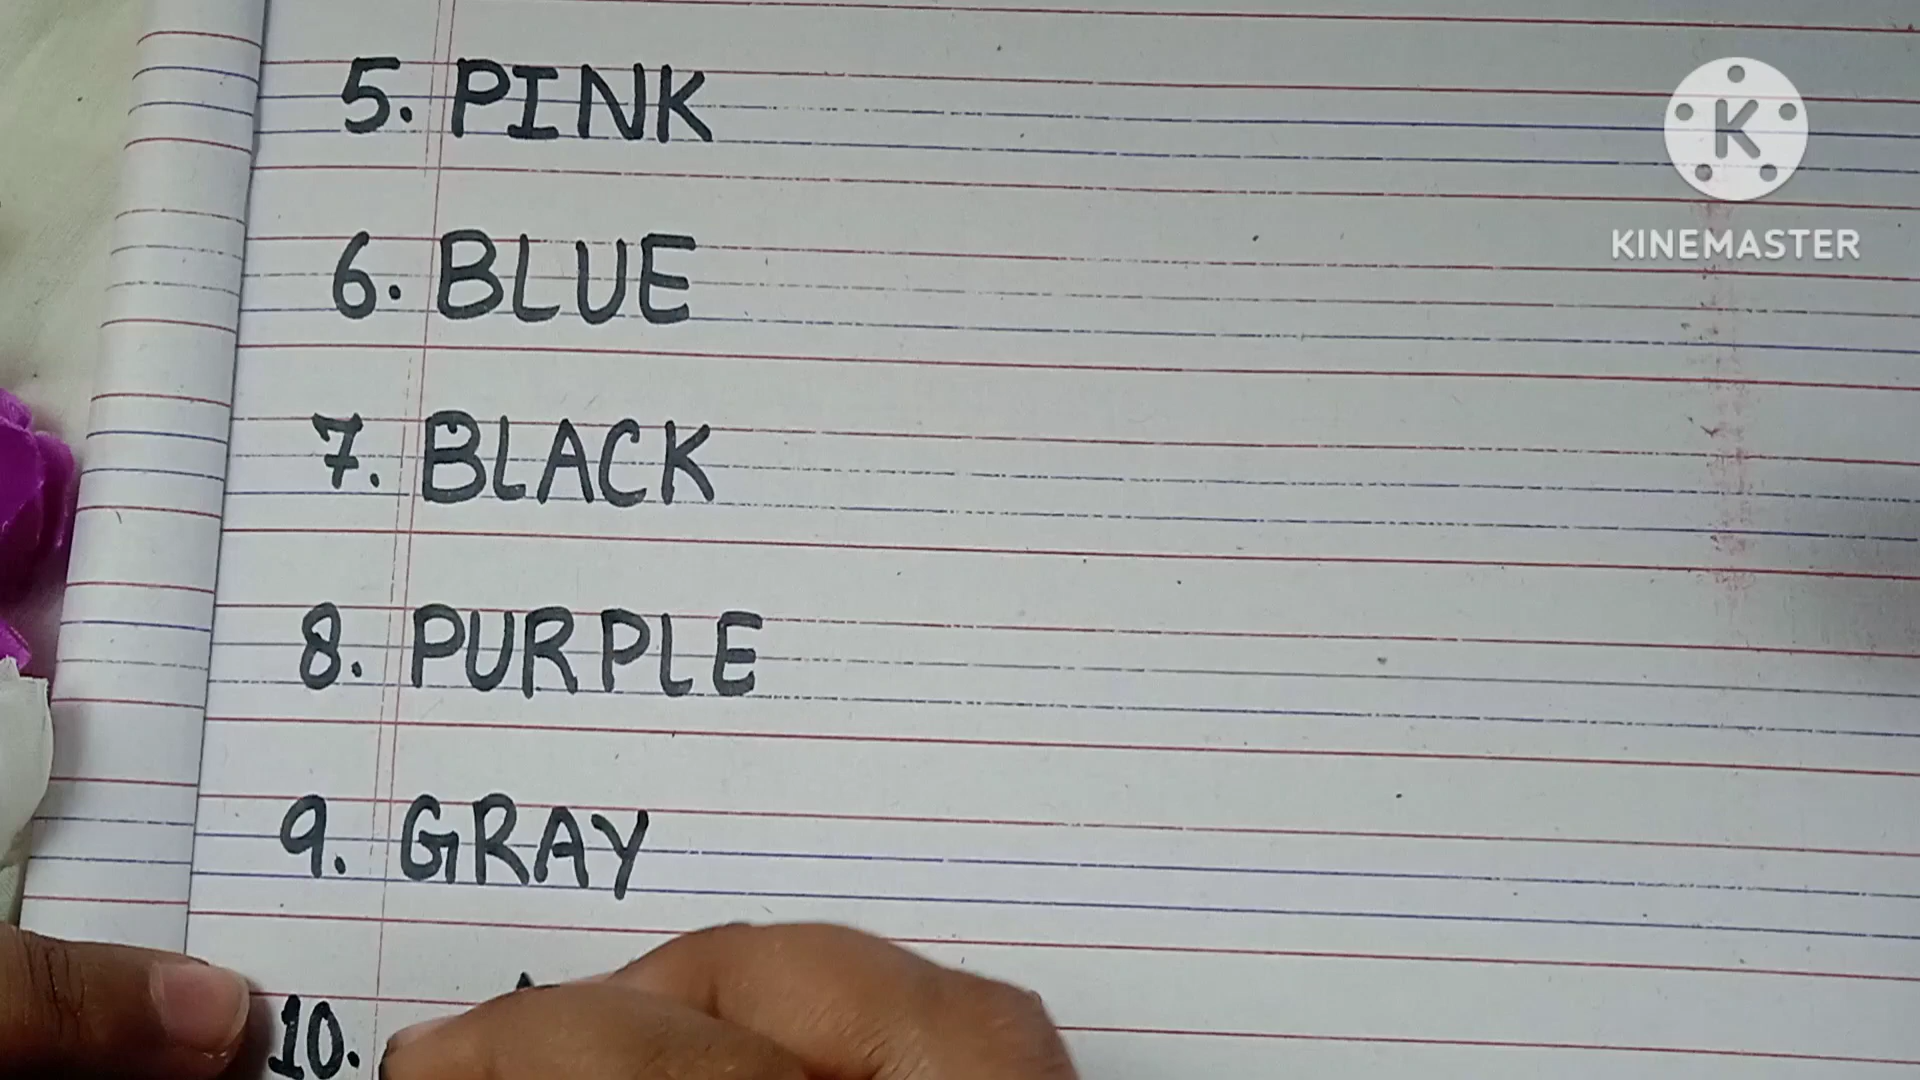 5. PINK
6. BLUE
7. BLACK
8. PURPLE
9. GRAY
10.
K
KINEMASTER